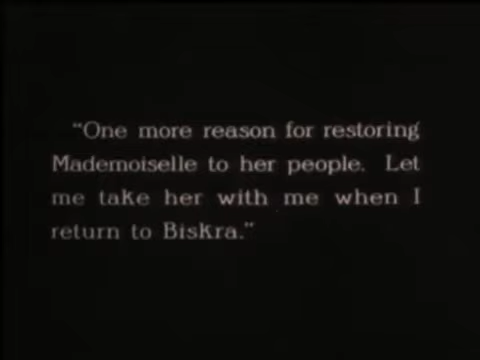 “One more reason for restoring
Mademoiselle to her people. Let
me take her with me when I
return to Biskra.”